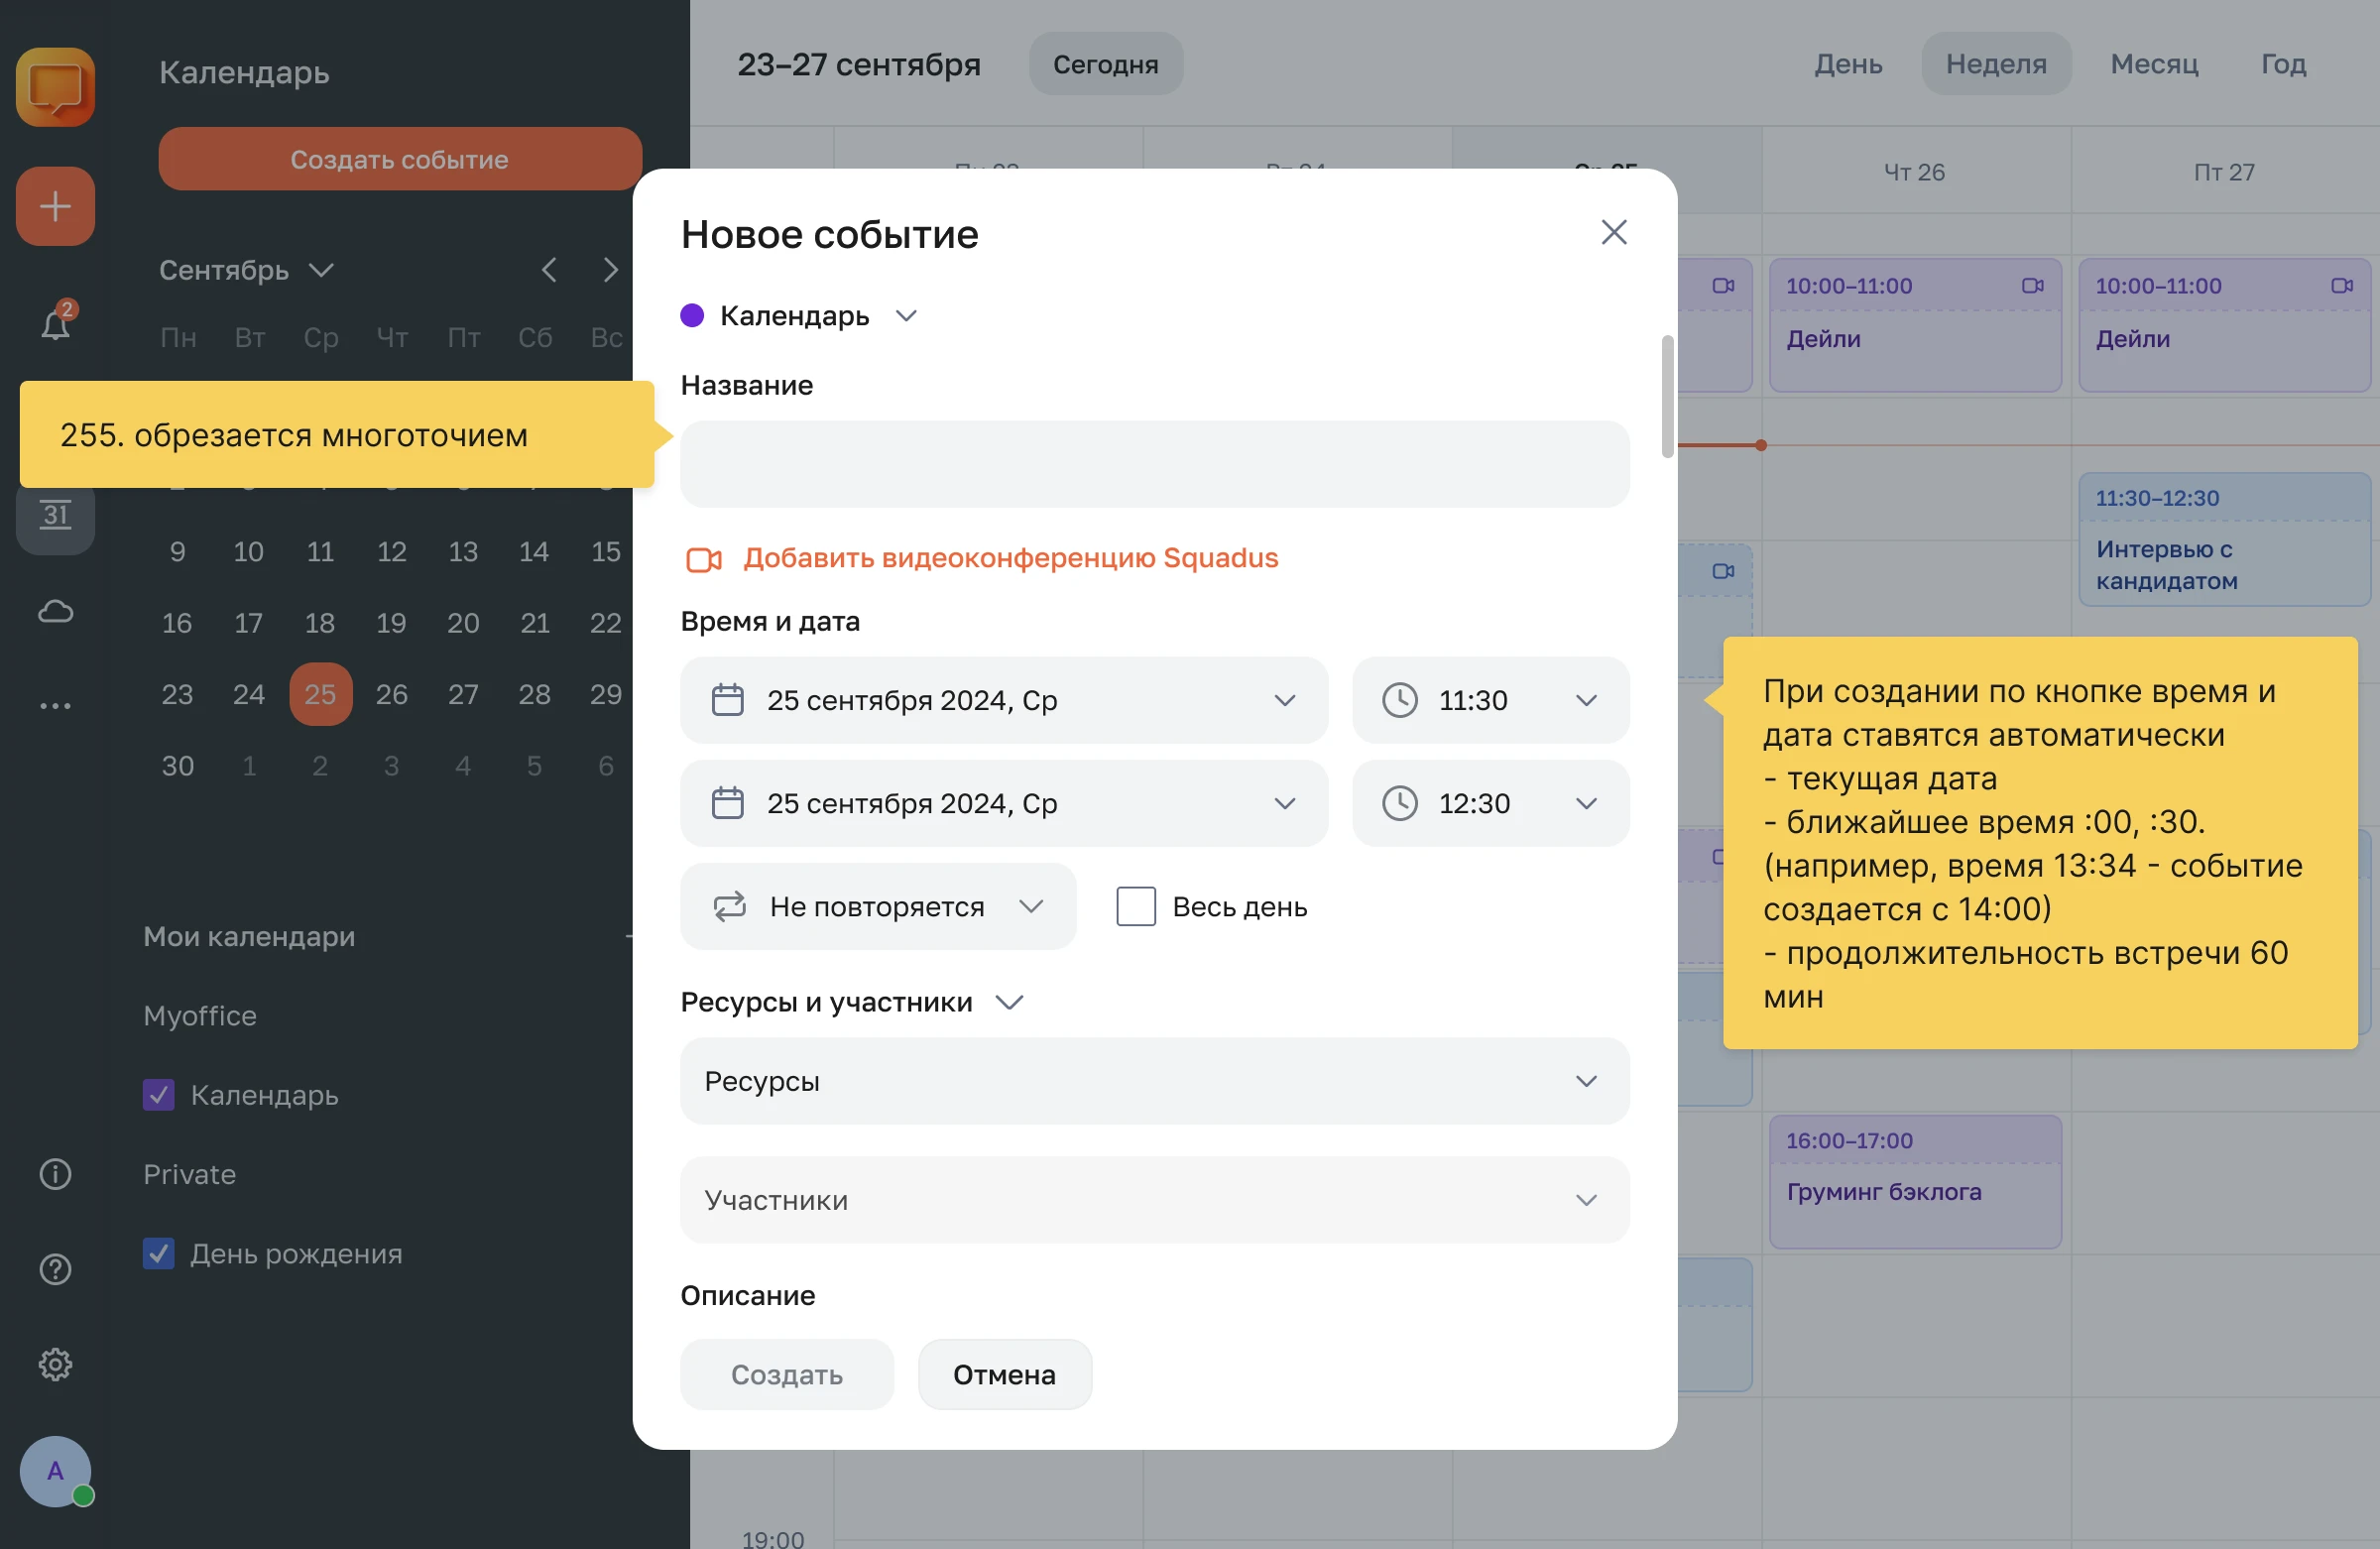 Календарь
Создать событие
2
31
Сентябрь
Пн Вт Ср Чт Пт Сб Вс
9 10 11 12 13 14 15
16 17 18 19 20 21 22
23 24 25 26 27 28 29
30 1 2 3 4 5 6
Мои календари
Myoffice
Календарь
Private
День рождения
A
255. обрезается многоточием
23–27 сентября
Сегодня
День
Неделя
Месяц
Год
Чт 26
Пт 27
Новое событие
Календарь
Название
Добавить видеоконференцию Squadus
Время и дата
25 сентября 2024, Ср
11:30
25 сентября 2024, Ср
12:30
Не повторяется
Весь день
Ресурсы и участники
Ресурсы
Участники
Описание
Создать
Отмена
10:00–11:00
Дейли
10:00–11:00
Дейли
11:30–12:30
Интервью с
кандидатом
При создании по кнопке время и
дата ставятся автоматически
- текущая дата
- ближайшее время :00, :30.
(например, время 13:34 - событие
создается с 14:00)
- продолжительность встречи 60
мин
16:00–17:00
Груминг бэклога
19:00